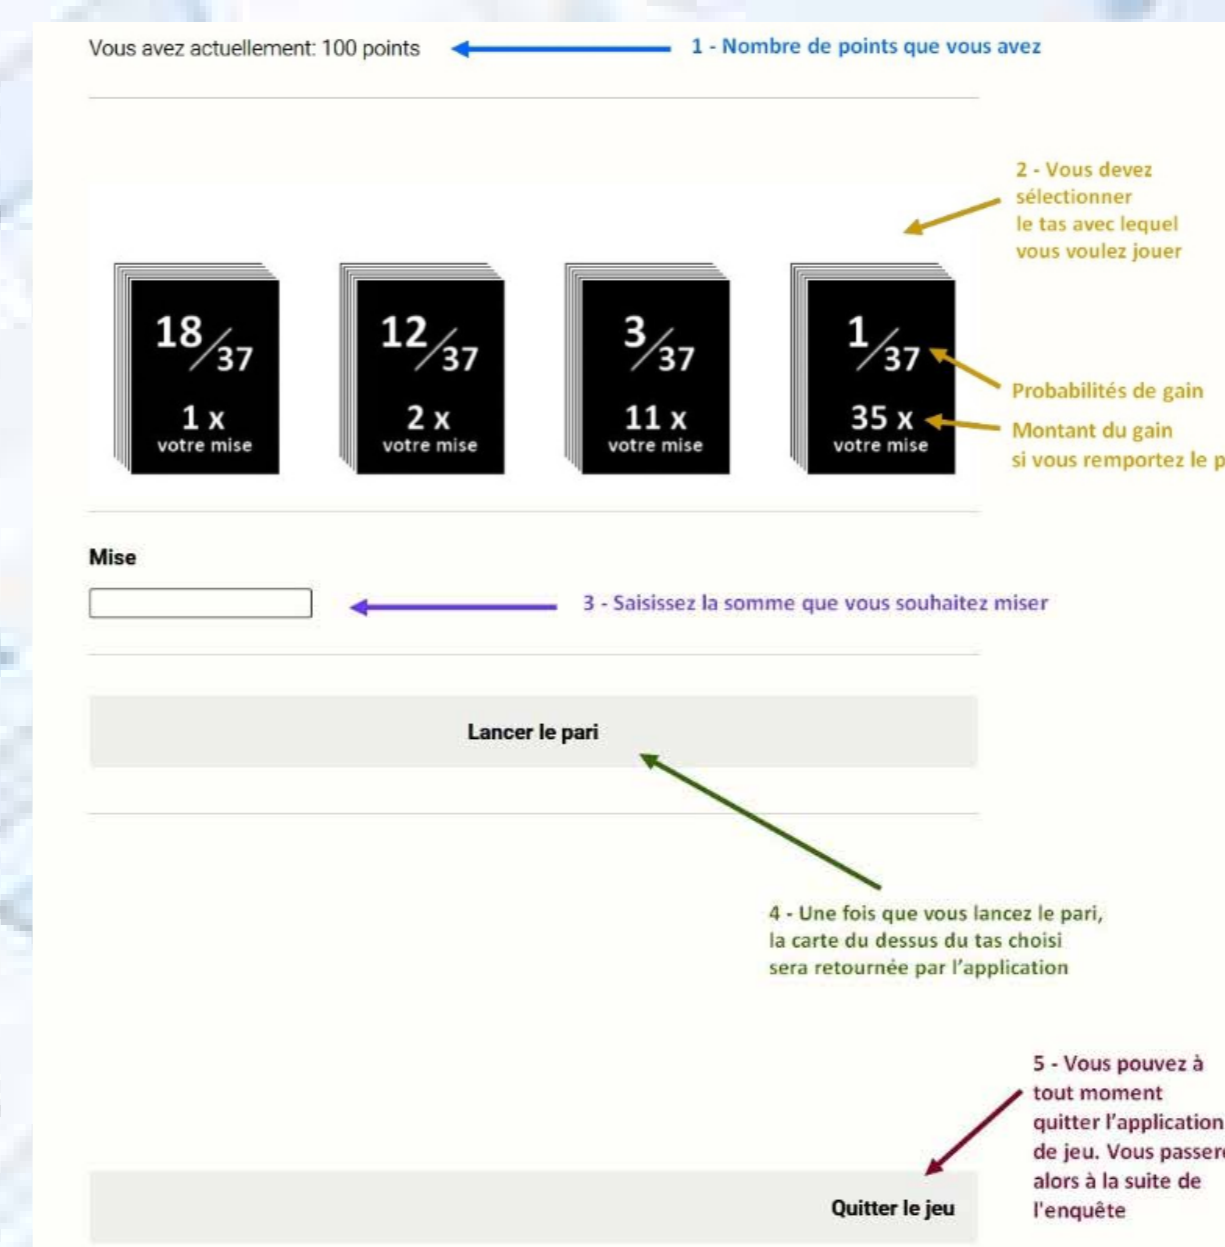 Vous avez actuellement: 100 points
1 - Nombre de points que vous avez
2 - Vous devez
sélectionner
le tas avec lequel
vous voulez jouer
18/37
1 x
votre mise
12/37
2 x
votre mise
3/37
11 x
votre mise
1/37
35 x
votre mise
Probabilités de gain
Montant du gain
si vous remportez le
Mise
3 - Saisissez la somme que vous souhaitez miser
Lancer le pari
4 - Une fois que vous lancez le pari,
la carte du dessus du tas choisi
sera retournée par l'application
5 - Vous pouvez à
tout moment
quitter l'application
de jeu. Vous
alors à la suite de
l'enquête
Quitter le jeu